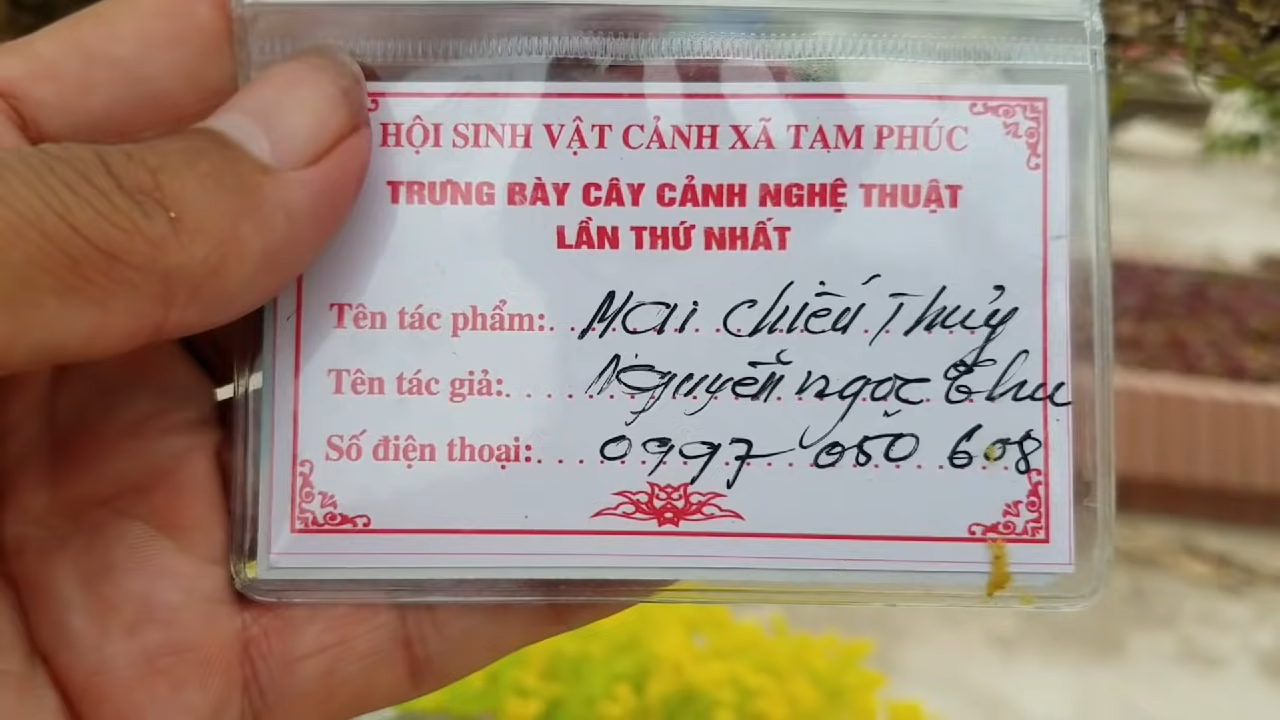 HỘI SINH VẬT CẢNH XÃ TAM PHÚC
TRƯNG BÀY CÂY CẢNH NGHỆ THUẬT
LẦN THỨ NHẤT
Tên tác phẩm: Mai Chiếu Thủy
Tên tác giả: Nguyễn ngọc Thu
Số điện thoại: 0997 050 608